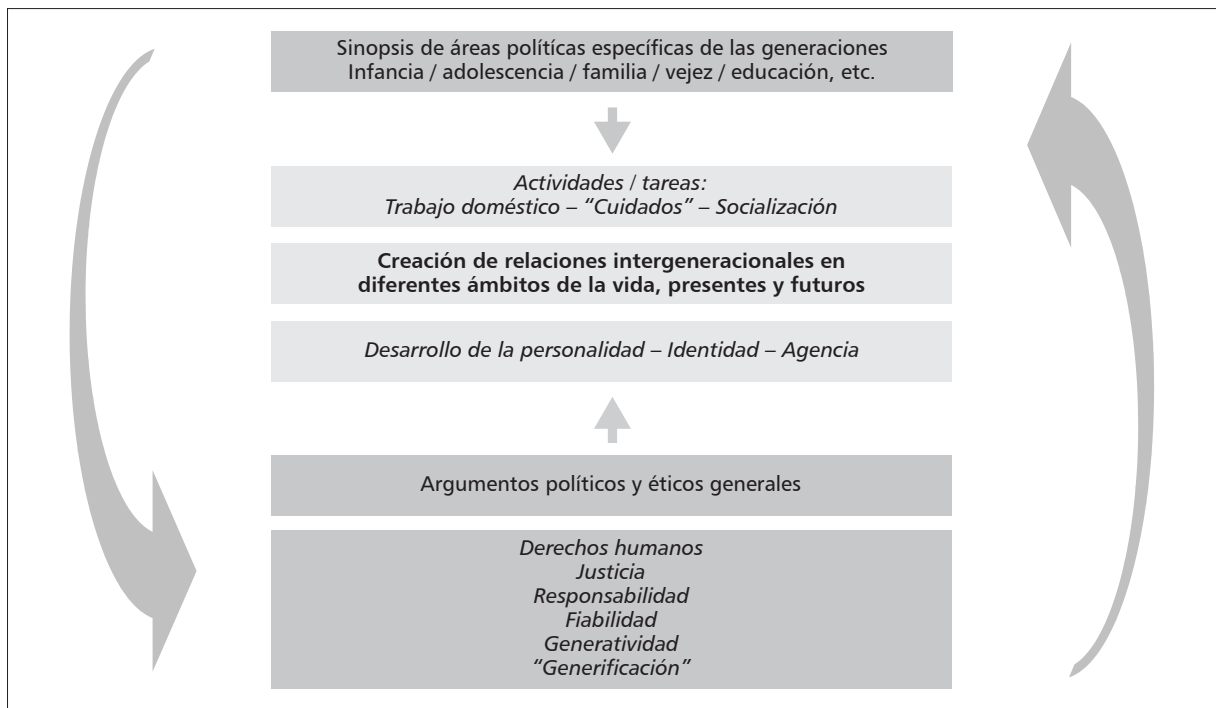 Sinopsis de áreas polítícas específicas de las generaciones
Infancia / adolescencia / familia / vejez / educación, etc.
Actividades / tareas:
Trabajo doméstico – “Cuidados” – Socialización
Creación de relaciones intergeneracionales en
diferentes ámbitos de la vida, presentes y futuros
Desarrollo de la personalidad – Identidad – Agencia
Argumentos políticos y éticos generales
Derechos humanos
Justicia
Responsabilidad
Fiabilidad
Generatividad
“Generificación”